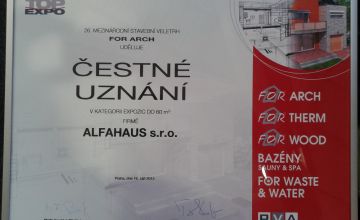 TOP
EXPO
26. MEZINÁRODNÍ STAVEBNÍ VELETRH
FOR ARCH
UDĚLUJE
ČESTNÉ
UZNÁNÍ
V KATEGORII EXPOZIC DO 60 m²
FIRMĚ
ALFAHAUS s.r.o.
FOR ARCH
FOR THERM
FOR WOOD
BAZÉNY
SAUNY & SPA
FOR WASTE
& WATER